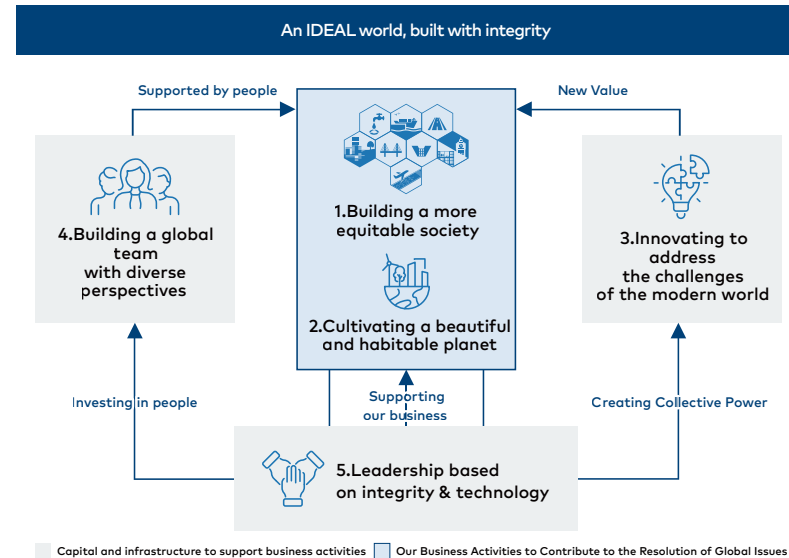 An IDEAL world, built with integrity
Supported by people
New Value
1.Building a more
equitable society
4.Building a global
team
with diverse
perspectives
3.Innovating to
address
the challenges
of the modern world
2.Cultivating a beautiful
and habitable planet
Investing in people
Supporting
our business
Creating Collective Power
5.Leadership based
on integrity & technology
Capital and infrastructure to support business activities
Our Business Activities to Contribute to the Resolution of Global Issues